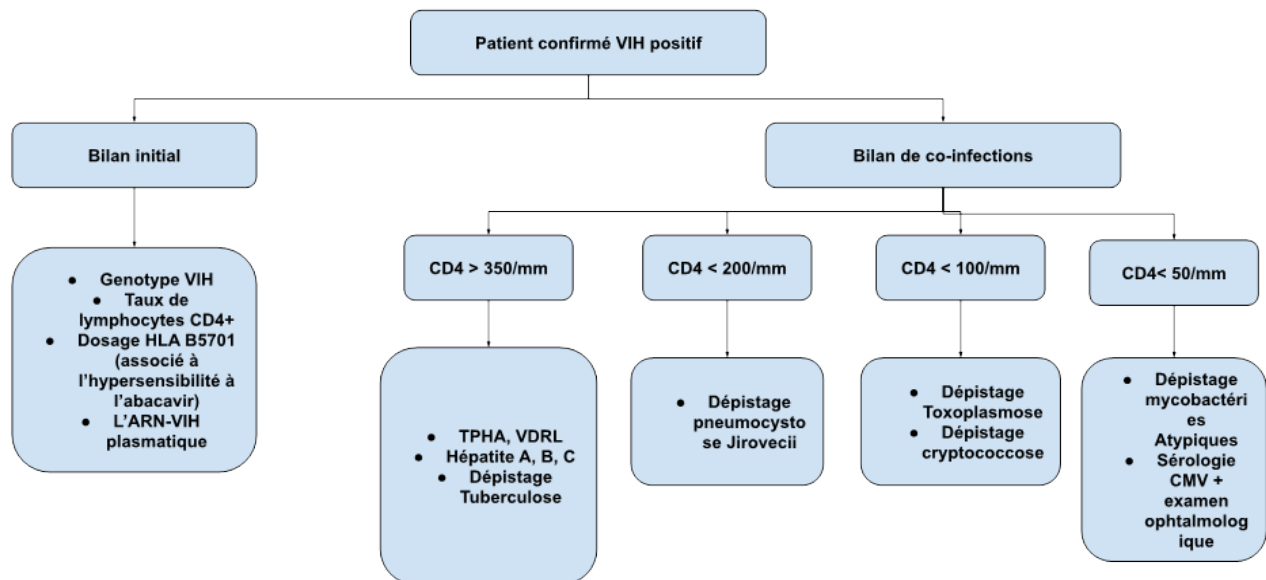 Patient confirmé VIH positif
Bilan initial
Bilan de co-infections
● Genotype VIH
● Taux de
lymphocytes CD4+
● Dosage HLA B5701
(associé à
l'hypersensibilité à
l'abacavir)
● L'ARN-VIH
plasmatique
CD4 > 350/mm
CD4 < 200/mm
CD4 < 100/mm
CD4< 50/mm
● TPHA, VDRL
● Hépatite A, B, C
● Dépistage
Tuberculose
● Dépistage
pneumocysto
se Jirovecii
● Dépistage
Toxoplasmose
● Dépistage
cryptococcose
● Dépistage
mycobactéri
es
Atypiques
● Sérologie
CMV +
examen
ophtalmolog
ique